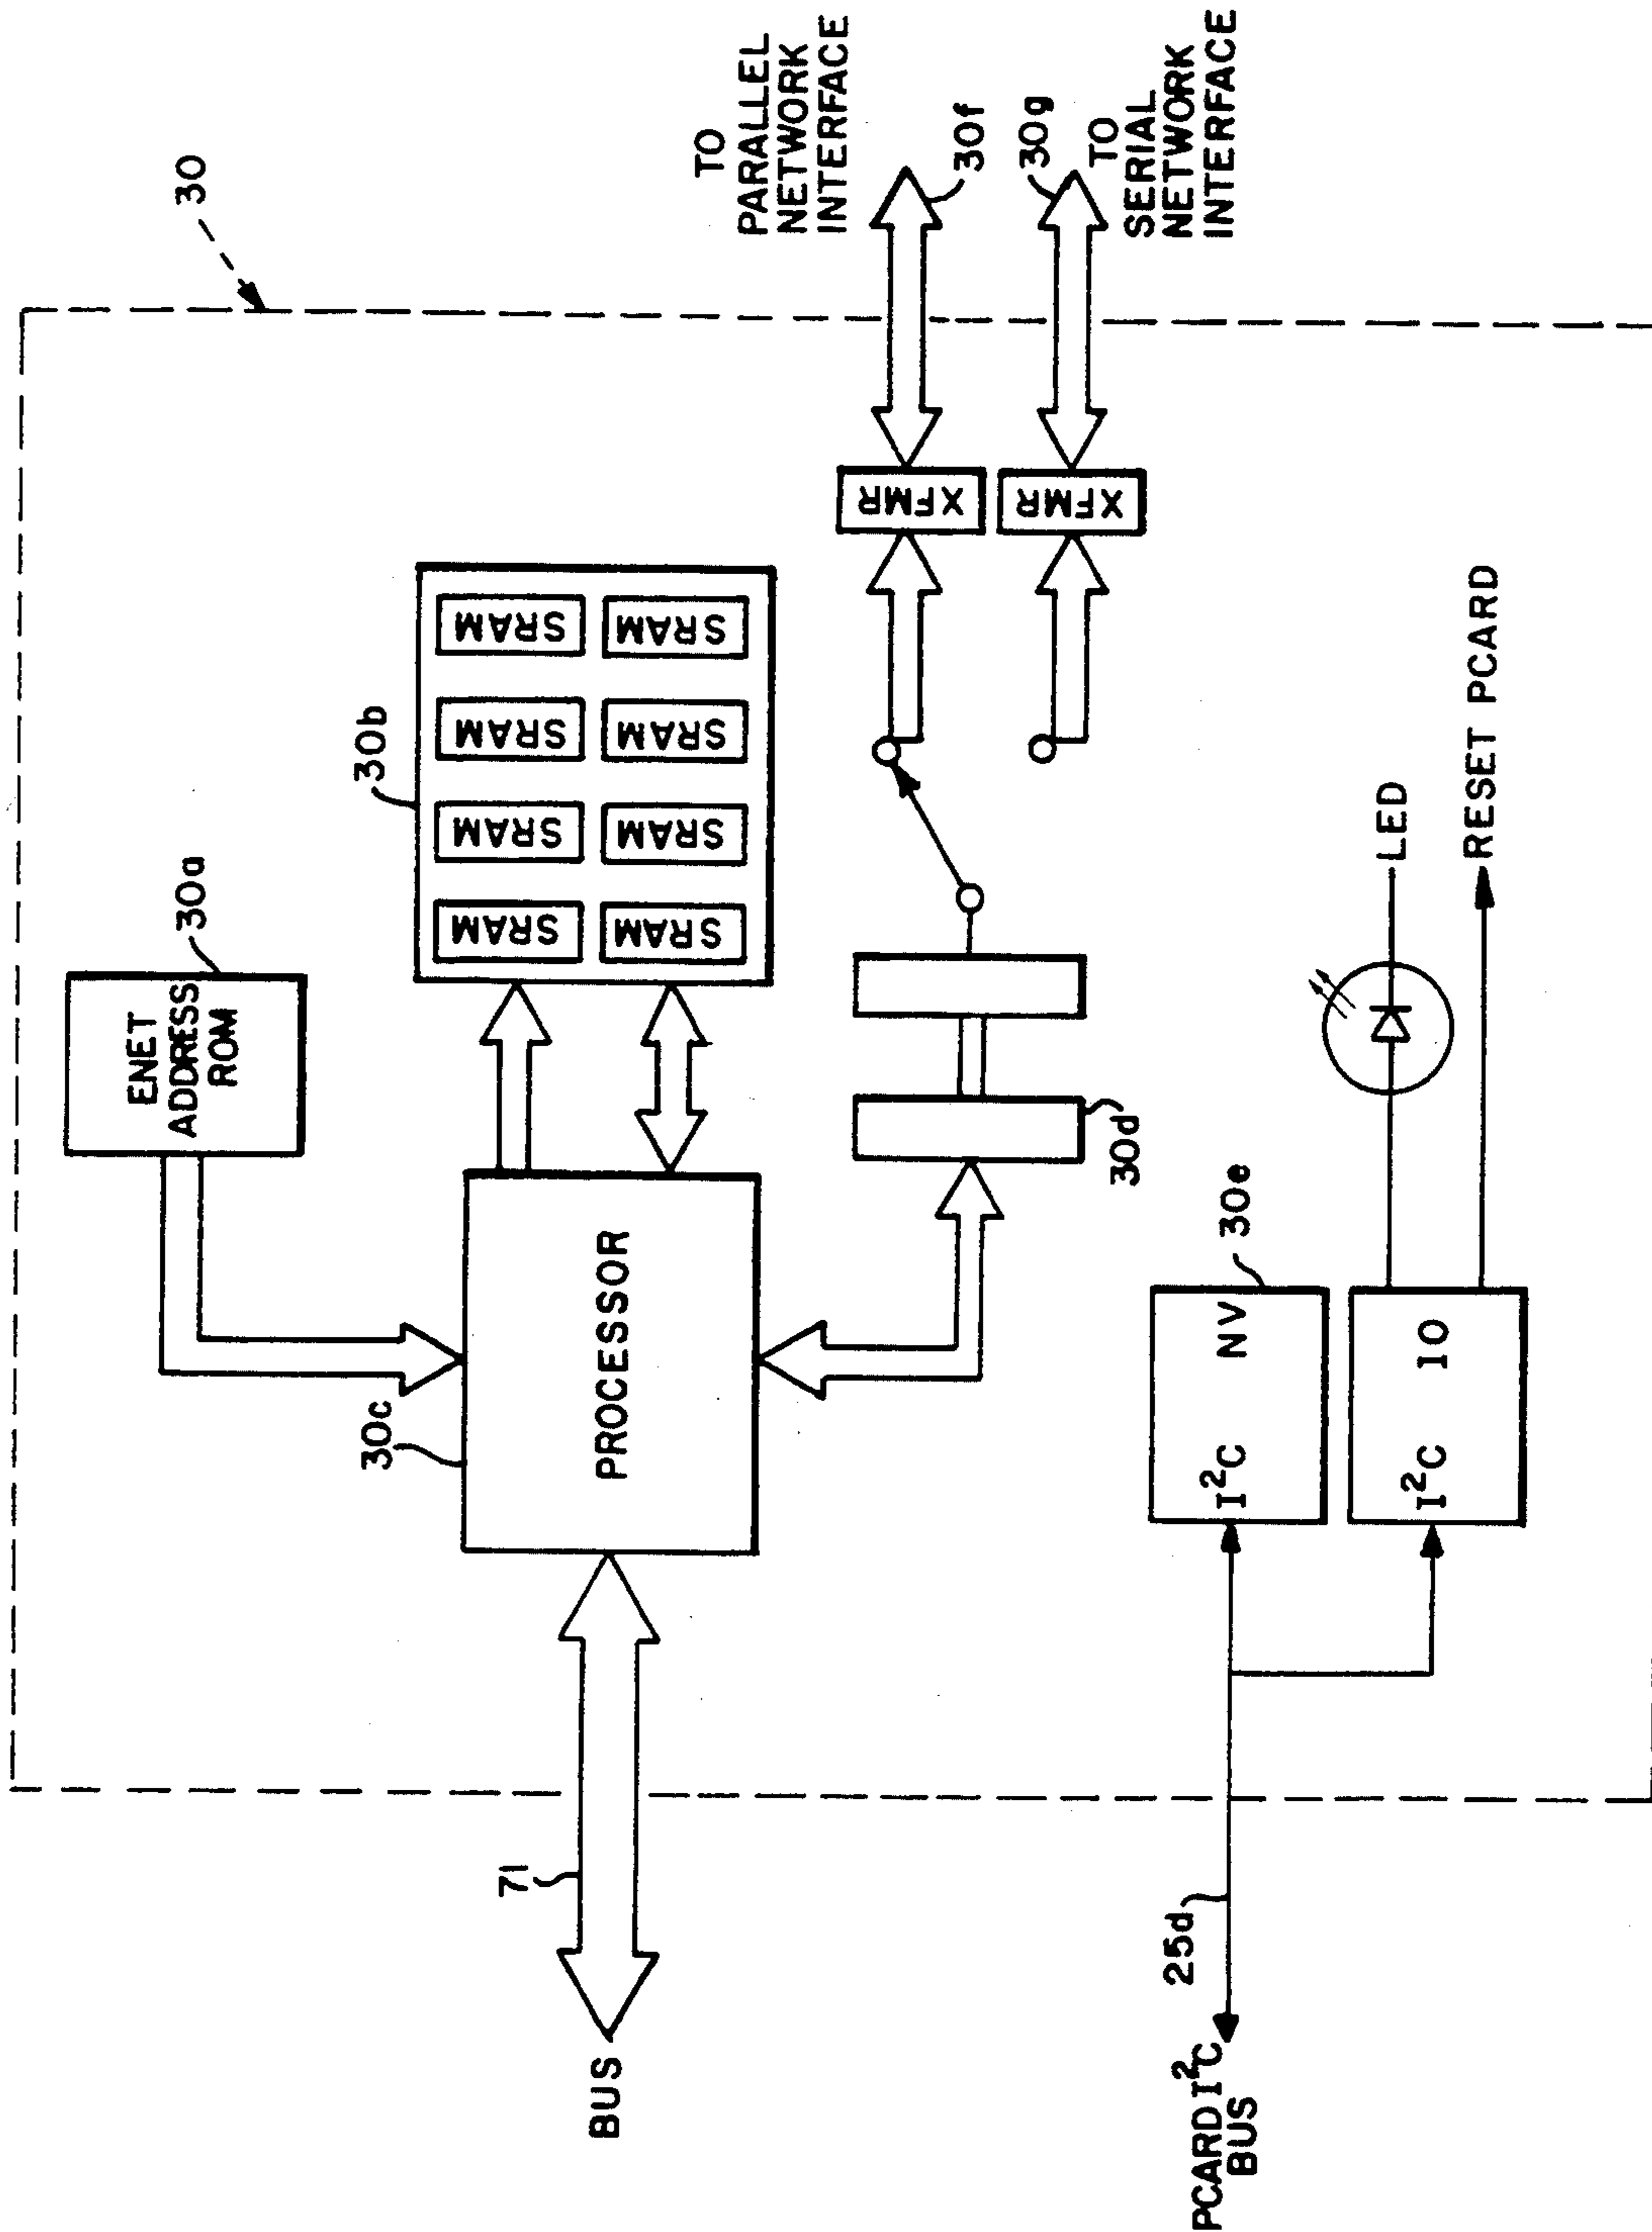 30
30a
ENET
ADDRESS
ROM
30b
SRAM SRAM SRAM SRAM
SRAM SRAM SRAM SRAM
30c
PROCESSOR
71
BUS
TO
PARALLEL
NETWORK
INTERFACE
XFMR
30f
XFMR
30g
TO
SERIAL
NETWORK
INTERFACE
30d
30e
I²C NV
I²C IO
LED
RESET PCARD
25d
PCARD I²C
BUS